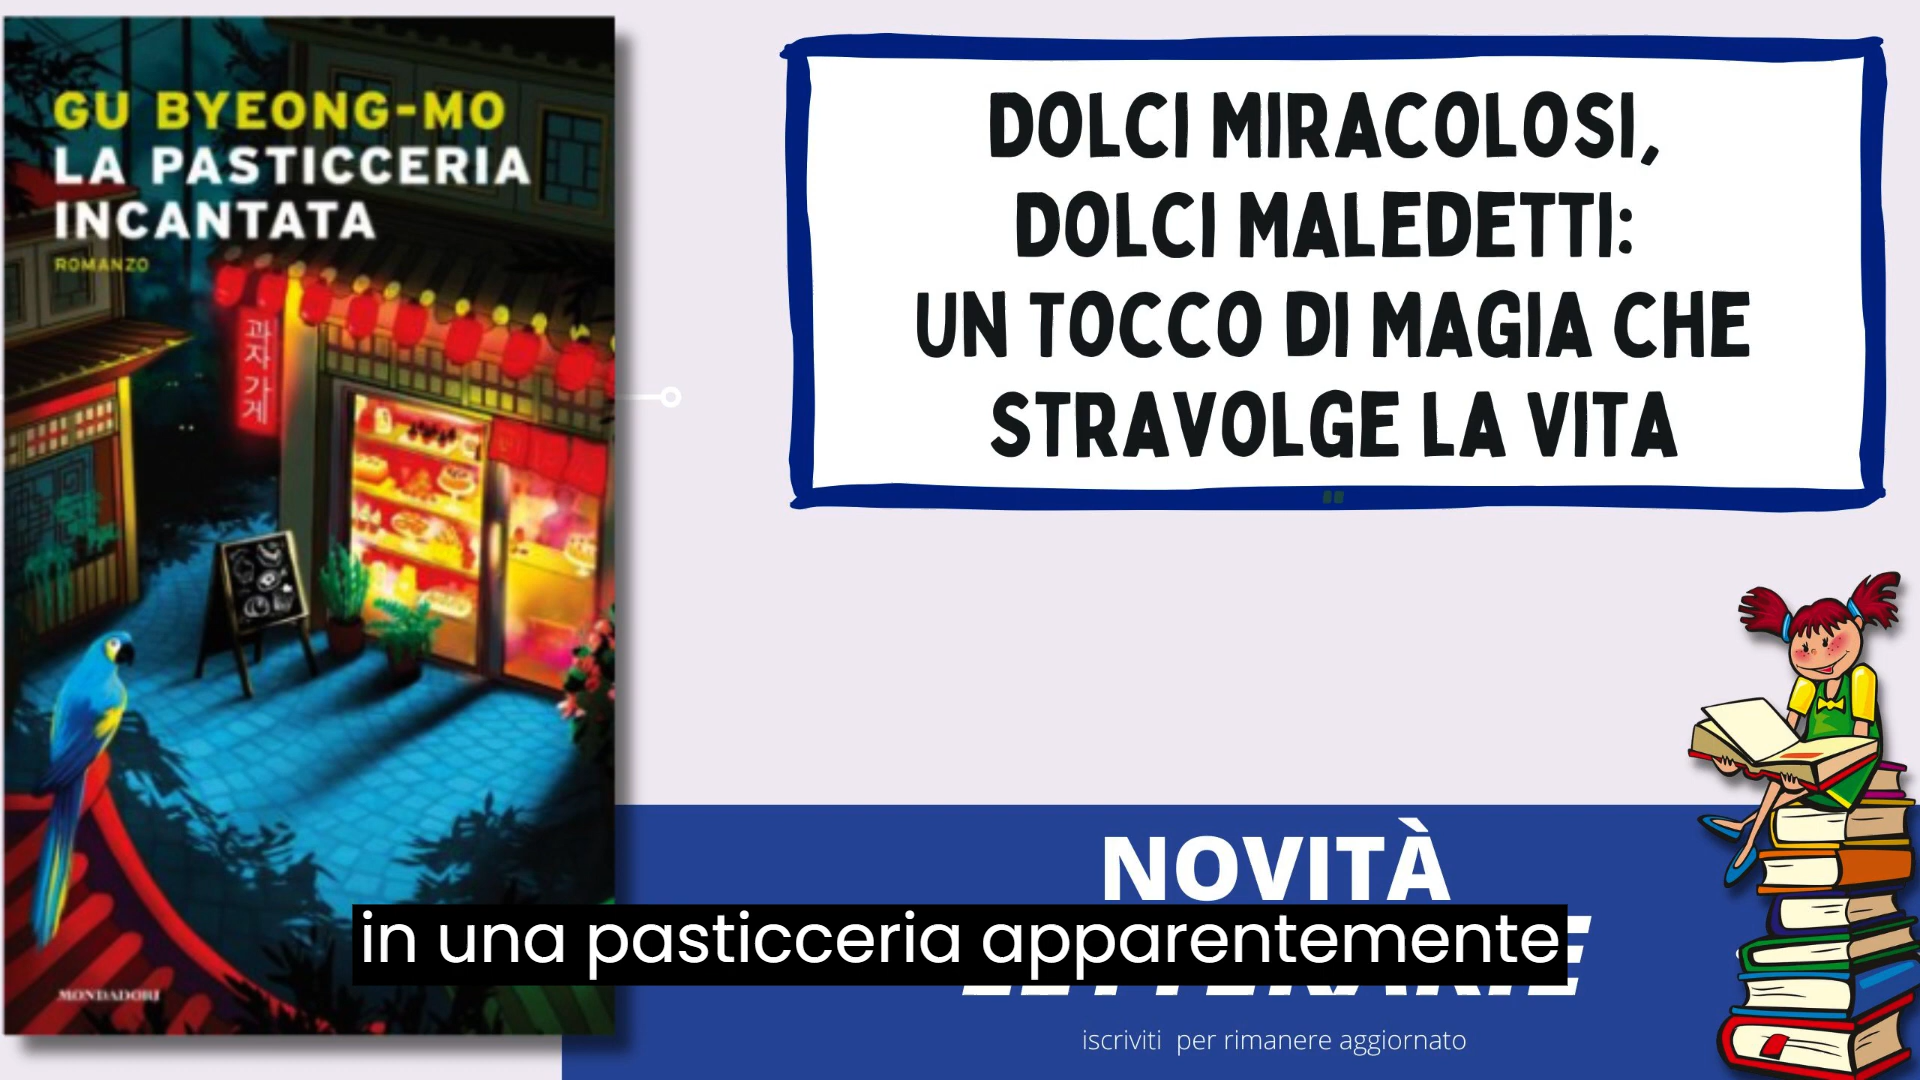 GU BYEONG-MO
LA PASTICCERIA
INCANTATA
ROMANZO
과자 가게
MONDADORI
DOLCI MIRACOLOSI,
DOLCI MALEDETTI:
UN TOCCO DI MAGIA CHE
STRAVOLGE LA VITA
"
NOVITÀ
in una pasticceria apparentemente
iscriviti per rimanere aggiornato